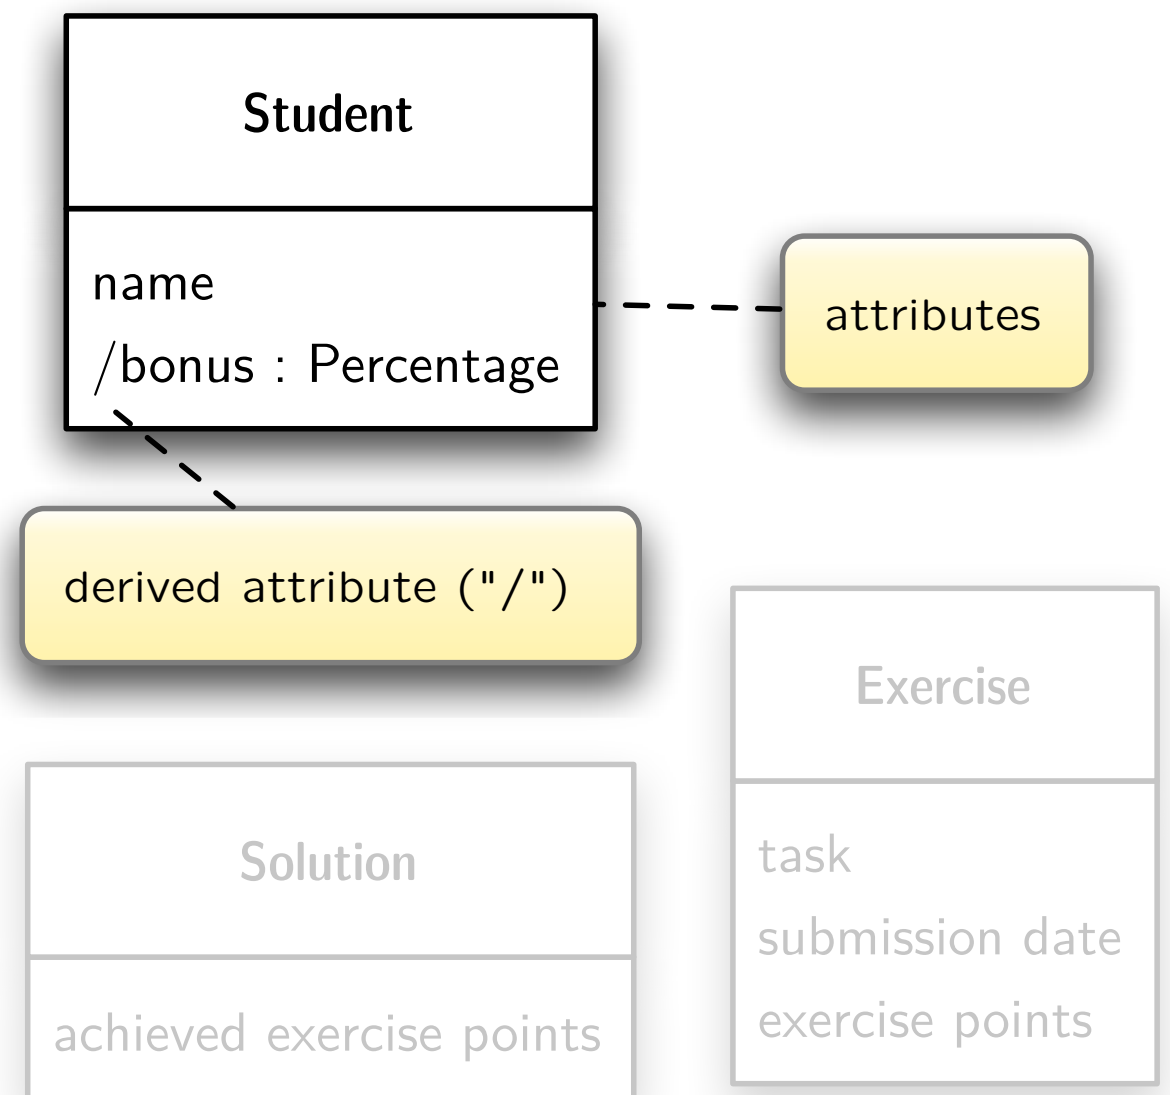 Student
name
/bonus : Percentage
attributes
derived attribute ("/")
Exercise
task
submission date
exercise points
Solution
achieved exercise points